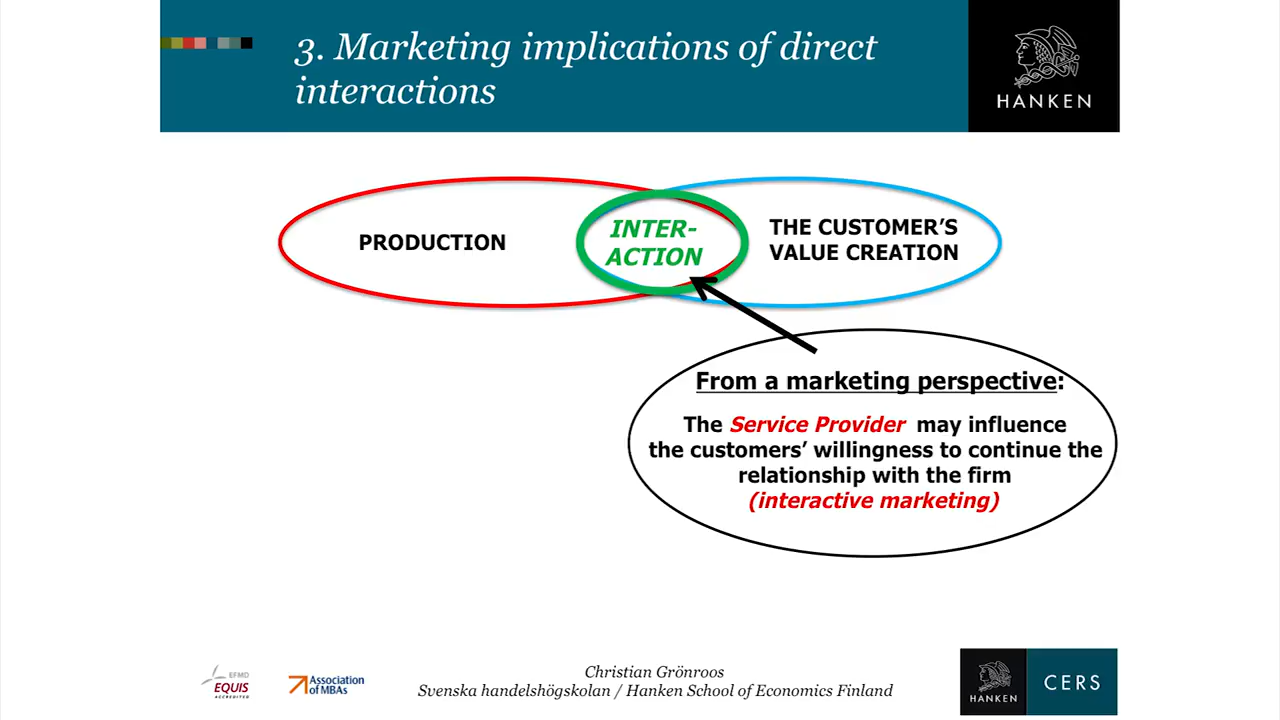 3. Marketing implications of direct
interactions
HANKEN
PRODUCTION
INTER-
ACTION
THE CUSTOMER’S
VALUE CREATION
From a marketing perspective:
The Service Provider may influence
the customers’ willingness to continue the
relationship with the firm
(interactive marketing)
EFMD
EQUIS
ACCREDITED
Association
of MBAs
Christian Grönroos
Svenska handelshögskolan / Hanken School of Economics Finland
HANKEN
CERS